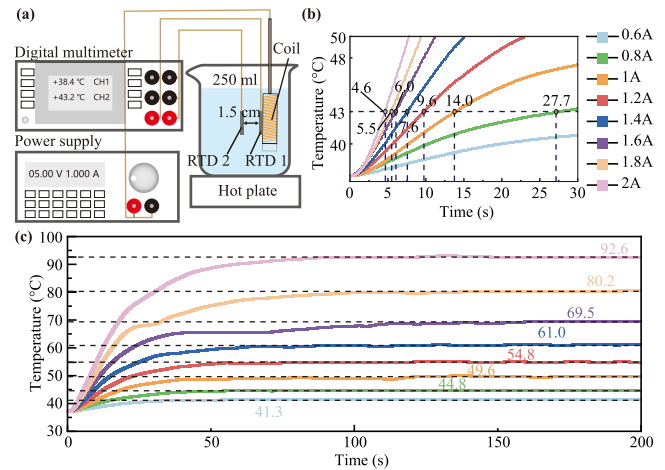 (a)
Digital multimeter
+38.4 ℃ CH1
+43.2 CH2
Power supply
05.00 V 1.000 A
250 ml
Coil
1.5 cm
RTD 2
RTD 1
Hot plate
(b)
Temperature (°C)
50
48
43
40
4.6
5.5
6.0
7.6
9.6
14.0
27.7
0 5 10 15 20 25 30
Time (s)
0.6A
0.8A
1A
1.2A
1.4A
1.6A
1.8A
2A
(c)
Temperature (°C)
100
90
80
70
60
50
40
30
92.6
80.2
69.5
61.0
54.8
49.6
44.8
41.3
0 50 100 150 200
Time (s)